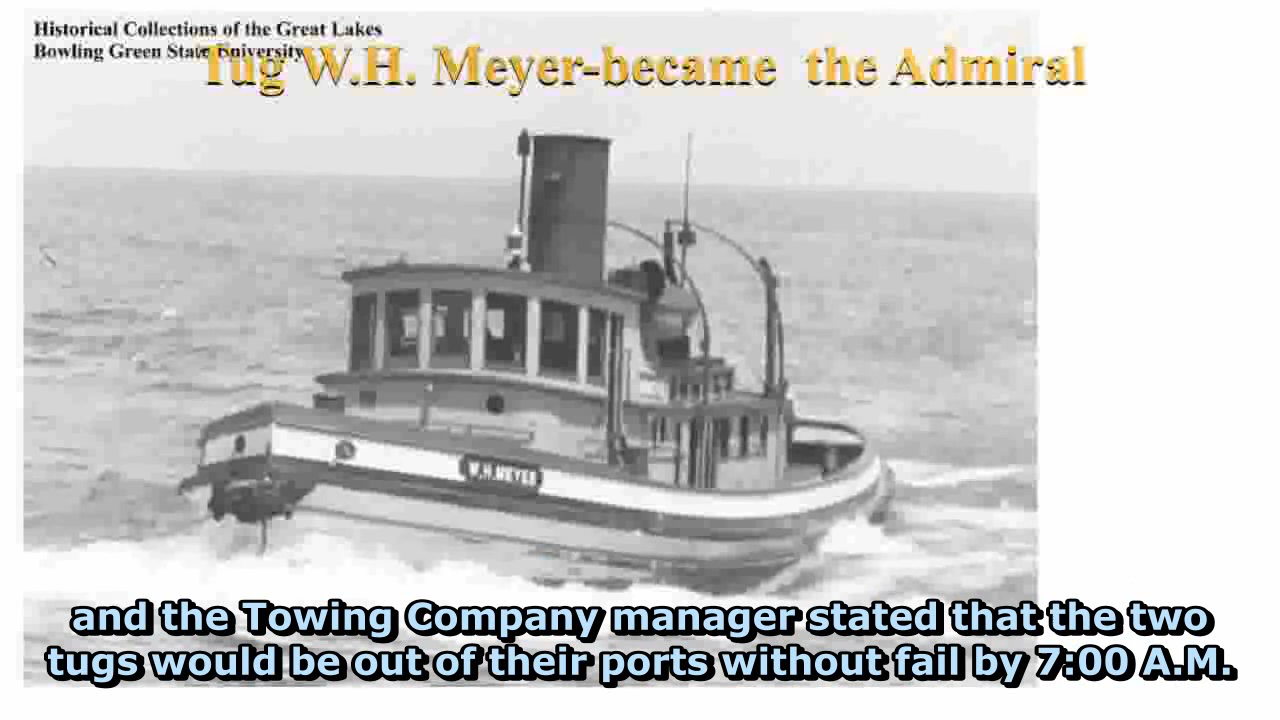 Historical Collections of the Great Lakes
Bowling Green State University
Tug W.H. Meyer-became the Admiral
W.H.MEYER
and the Towing Company manager stated that the two
tugs would be out of their ports without fail by 7:00 A.M.